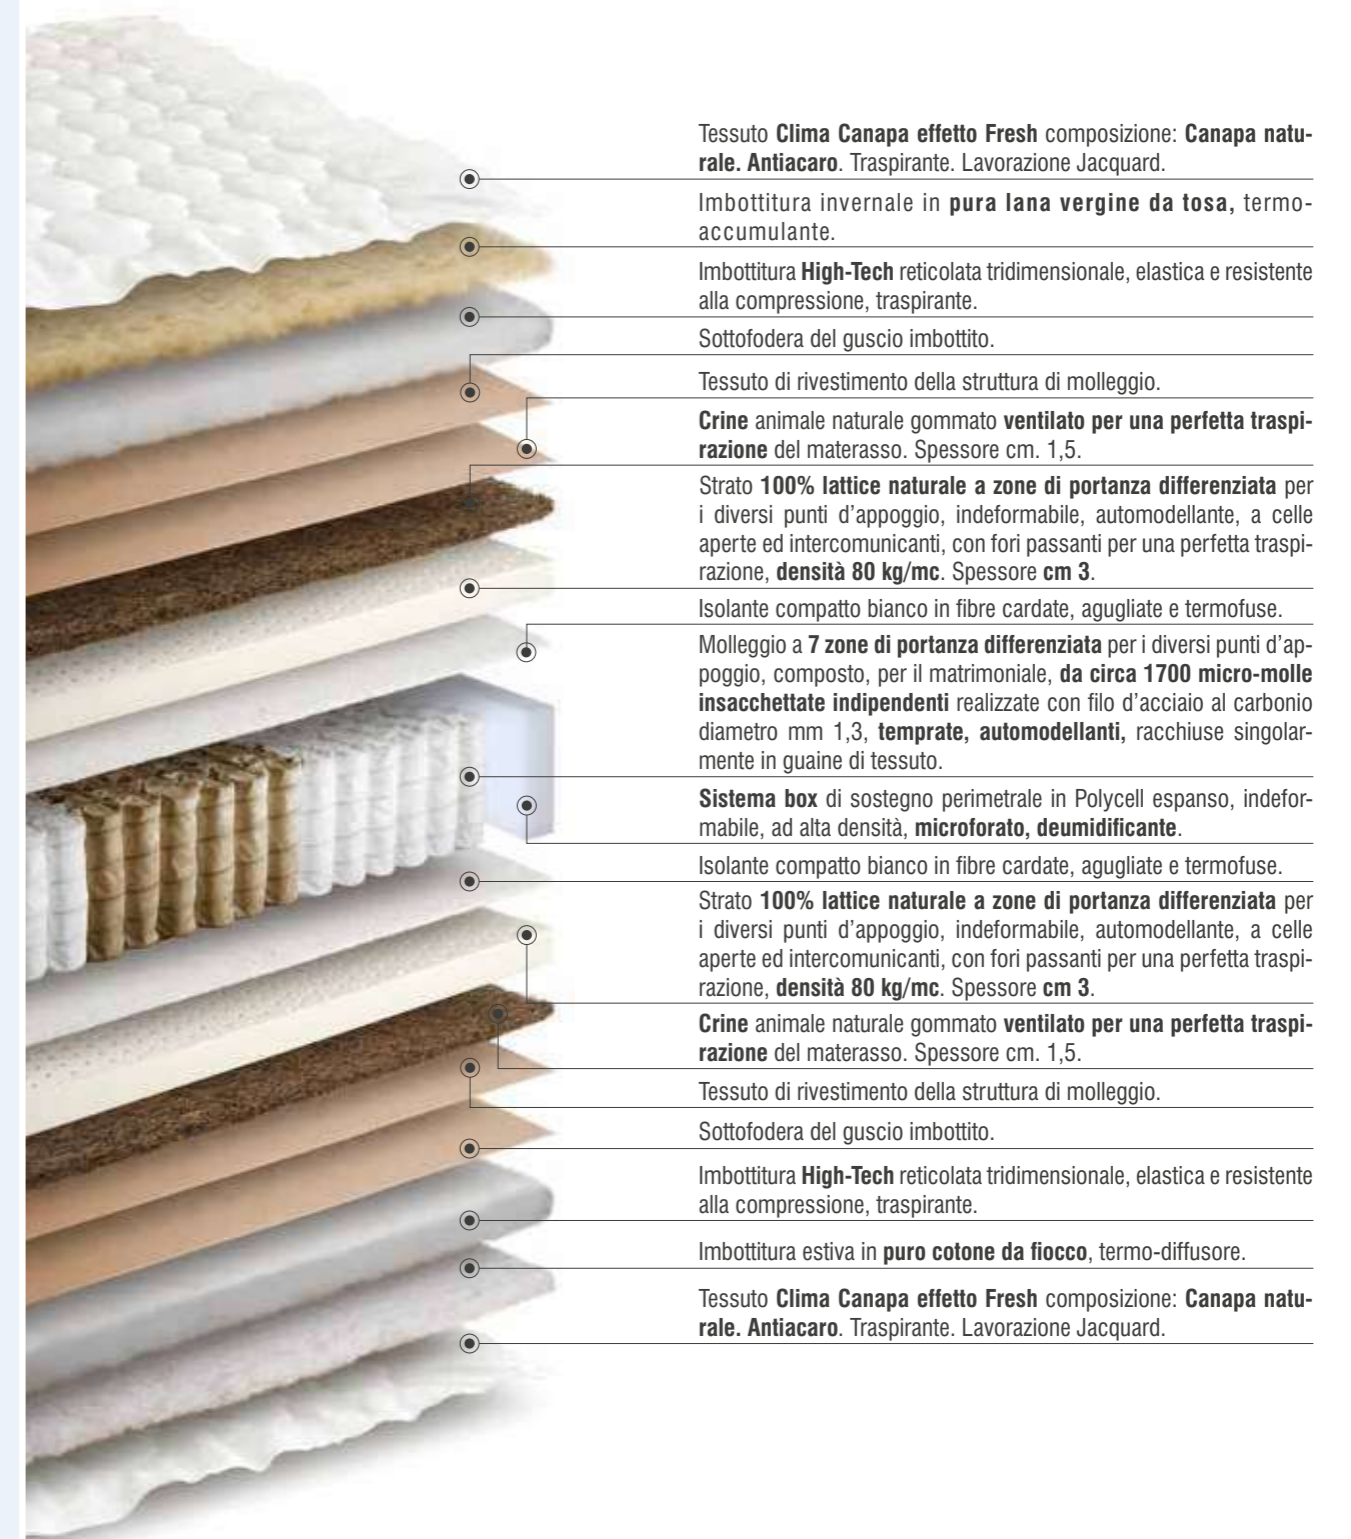 Tessuto Clima Canapa effetto Fresh composizione: Canapa natu-
rale. Antiacaro. Traspirante. Lavorazione Jacquard.
Imbottitura invernale in pura lana vergine da tosa, termo-
accumulante.
Imbottitura High-Tech reticolata tridimensionale, elastica e resistente
alla compressione, traspirante.
Sottofodera del guscio imbottito.
Tessuto di rivestimento della struttura di molleggio.
Crine animale naturale gommato ventilato per una perfetta traspi-
razione del materasso. Spessore cm. 1,5.
Strato 100% lattice naturale a zone di portanza differenziata per
i diversi punti d'appoggio, indeformabile, automodellante, a celle
aperte ed intercomunicanti, con fori passanti per una perfetta traspi-
razione, densità 80 kg/mc. Spessore cm 3.
Isolante compatto bianco in fibre cardate, agugliate e termofuse.
Molleggio a 7 zone di portanza differenziata per i diversi punti d'ap-
poggio, composto, per il matrimoniale, da circa 1700 micro-molle
insacchettate indipendenti realizzate con filo d'acciaio al carbonio
diametro mm 1,3, temprate, automodellanti, racchiuse singolar-
mente in guaine di tessuto.
Sistema box di sostegno perimetrale in Polycell espanso, indefor-
mabile, ad alta densità, microforato, deumidificante.
Isolante compatto bianco in fibre cardate, agugliate e termofuse.
Strato 100% lattice naturale a zone di portanza differenziata per
i diversi punti d'appoggio, indeformabile, automodellante, a celle
aperte ed intercomunicanti, con fori passanti per una perfetta traspi-
razione, densità 80 kg/mc. Spessore cm 3.
Crine animale naturale gommato ventilato per una perfetta traspi-
razione del materasso. Spessore cm. 1,5.
Tessuto di rivestimento della struttura di molleggio.
Sottofodera del guscio imbottito.
Imbottitura High-Tech reticolata tridimensionale, elastica e resistente
alla compressione, traspirante.
Imbottitura estiva in puro cotone da fiocco, termo-diffusore.
Tessuto Clima Canapa effetto Fresh composizione: Canapa natu-
rale. Antiacaro. Traspirante. Lavorazione Jacquard.